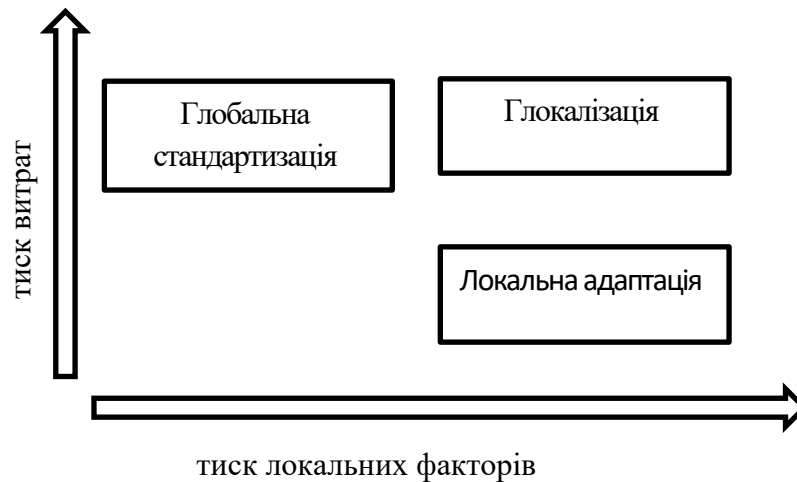 тиск витрат
Глобальна
стандартизація
Глокалізація
Локальна адаптація
тиск локальних факторів